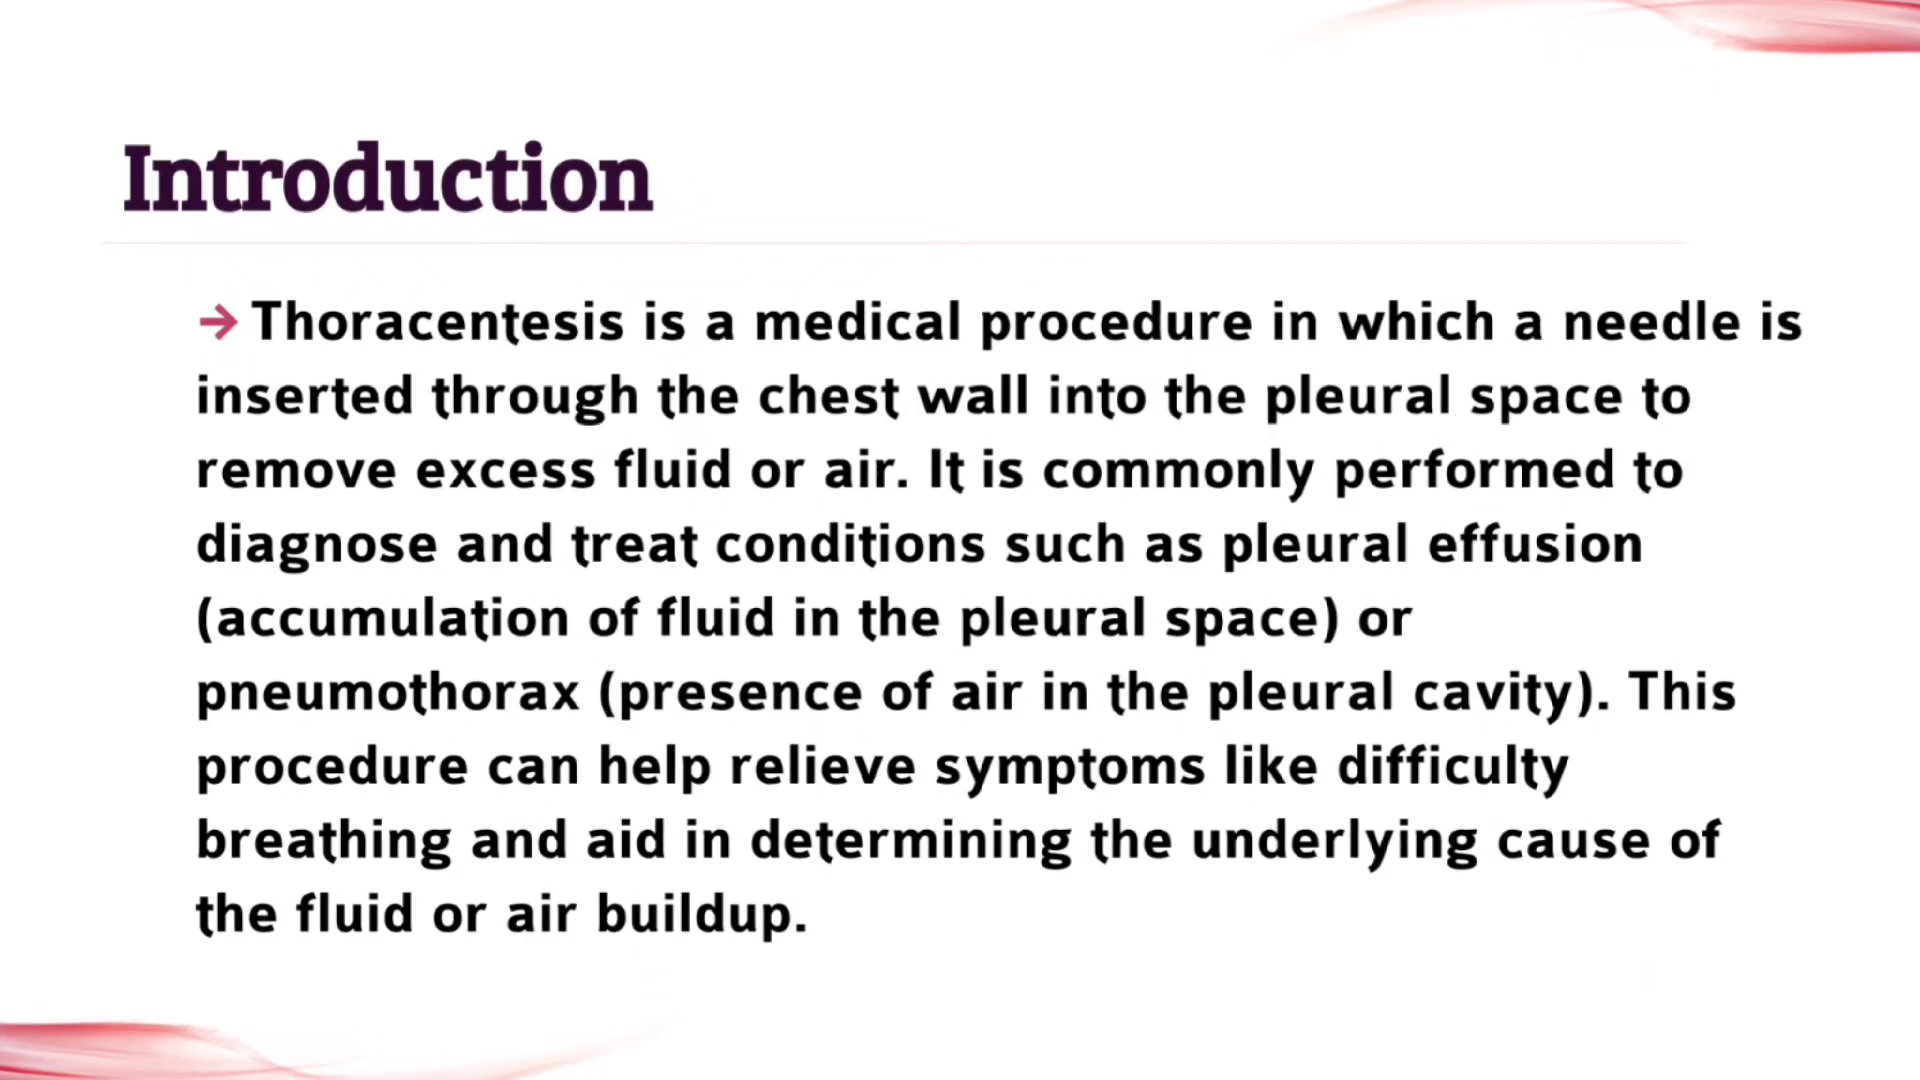 Introduction
→ Thoracentesis is a medical procedure in which a needle is
inserted through the chest wall into the pleural space to
remove excess fluid or air. It is commonly performed to
diagnose and treat conditions such as pleural effusion
(accumulation of fluid in the pleural space) or
pneumothorax (presence of air in the pleural cavity). This
procedure can help relieve symptoms like difficulty
breathing and aid in determining the underlying cause of
the fluid or air buildup.